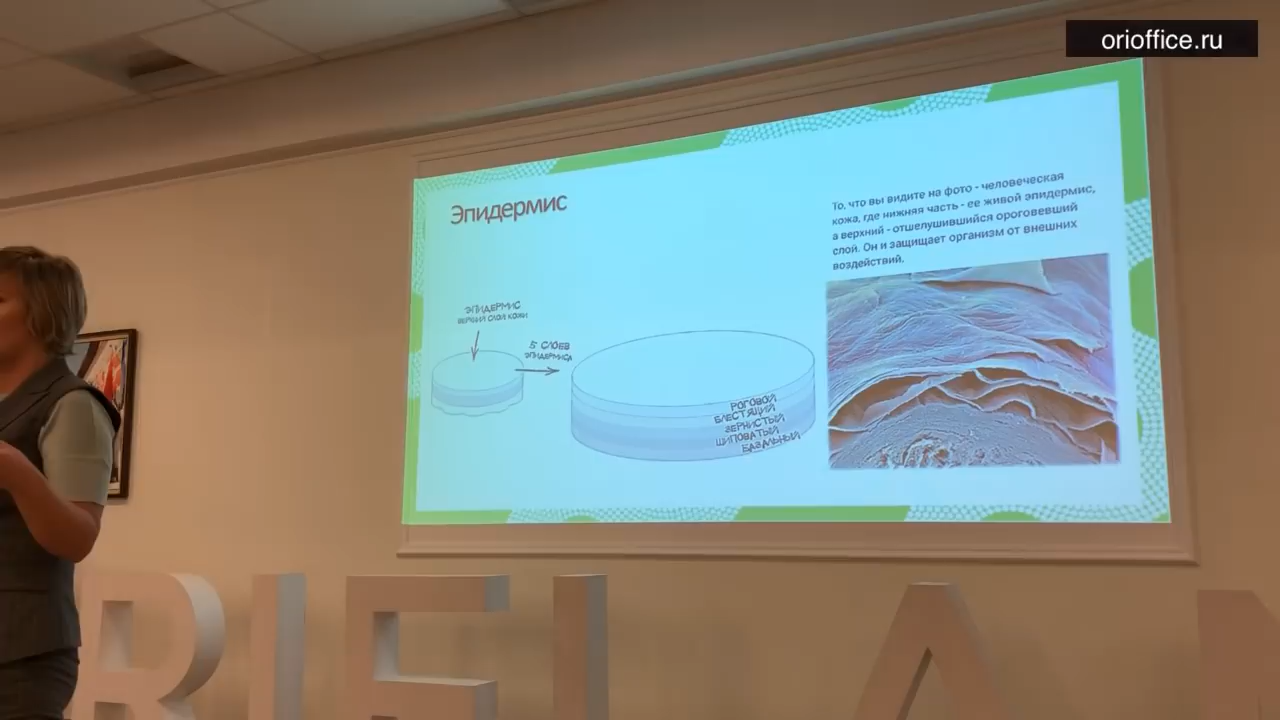 orioffice.ru
Эпидермис
То, что вы видите на фото - человеческая
кожа, где нижняя часть - ее живой эпидермис,
а верхний - отшелушившийся ороговевший
слой. Он и защищает организм от внешних
воздействий.
ЭПИДЕРМИС
ВЕРХНИЙ СЛОЙ КОЖИ
5 СЛОЕВ
ЭПИДЕРМИСА
РОГОВОЙ
БЛЕСТЯЩИЙ
ЗЕРНИСТЫЙ
ШИПОВАТЫЙ
БАЗАЛЬНЫЙ
RIFLAN